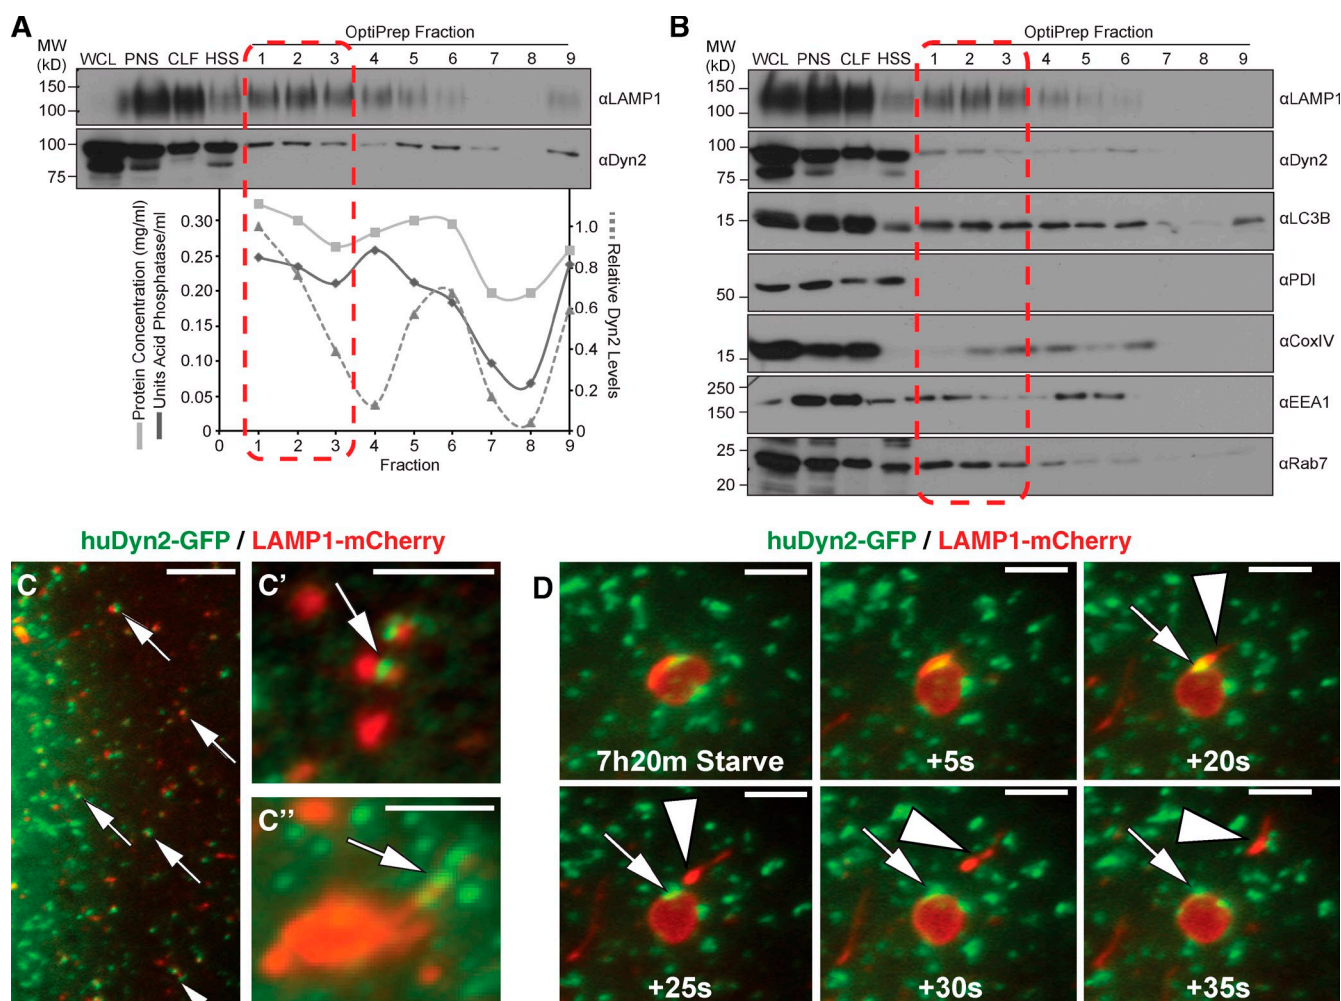 A
OptiPrep Fraction
MW
(kD)
WCL PNS CLF HSS 1 2 3 4 5 6 7 8 9
150
100
αLAMP1
100
75
αDyn2
Protein Concentration (mg/ml)
Units Acid Phosphatase/ml
0.30
0.25
0.20
0.15
0.10
0.05
0
1.0
0.8
0.6
0.4
0.2
0
Relative Dyn2 Levels
0 1 2 3 4 5 6 7 8 9
Fraction
B
OptiPrep Fraction
MW
(kD)
WCL PNS CLF HSS 1 2 3 4 5 6 7 8 9
150
100
αLAMP1
100
75
αDyn2
15
αLC3B
50
αPDI
15
αCoxIV
250
150
αEEA1
25
20
αRab7
huDyn2-GFP / LAMP1-mCherry
C
C'
C''
huDyn2-GFP / LAMP1-mCherry
D
7h20m Starve
+5s
+20s
+25s
+30s
+35s